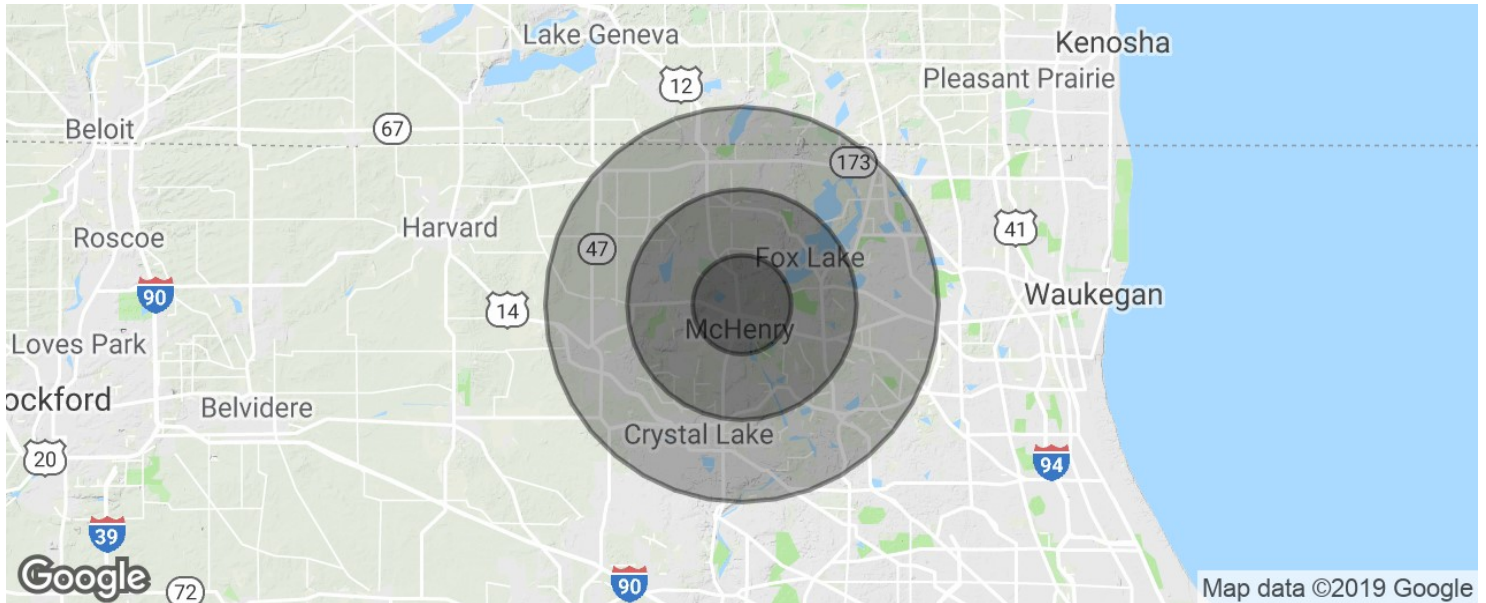 Lake Geneva
Kenosha
Pleasant Prairie
12
Beloit
67
173
Harvard
41
Roscoe
47
Fox Lake
90
Waukegan
14
McHenry
Loves Park
ockford
Belvidere
Crystal Lake
20
94
39
Google
90
72
Map data ©2019 Google